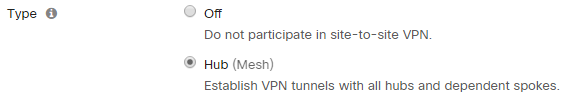 Type Off
Do not participate in site-to-site VPN.
Hub (Mesh)
Establish VPN tunnels with all hubs and dependent spokes.